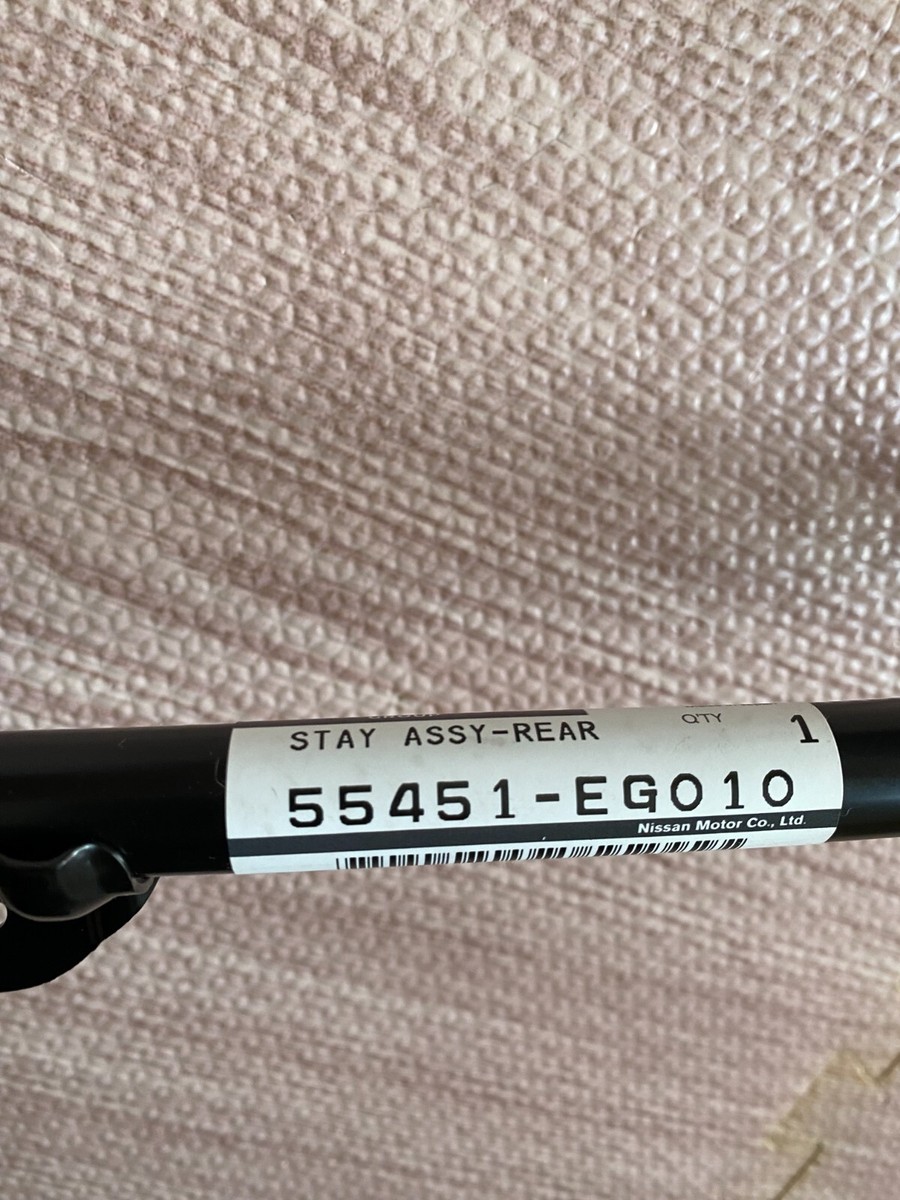 STAY ASSY-REAR
QTY 1
55451-EG010
Nissan Motor Co., Ltd.